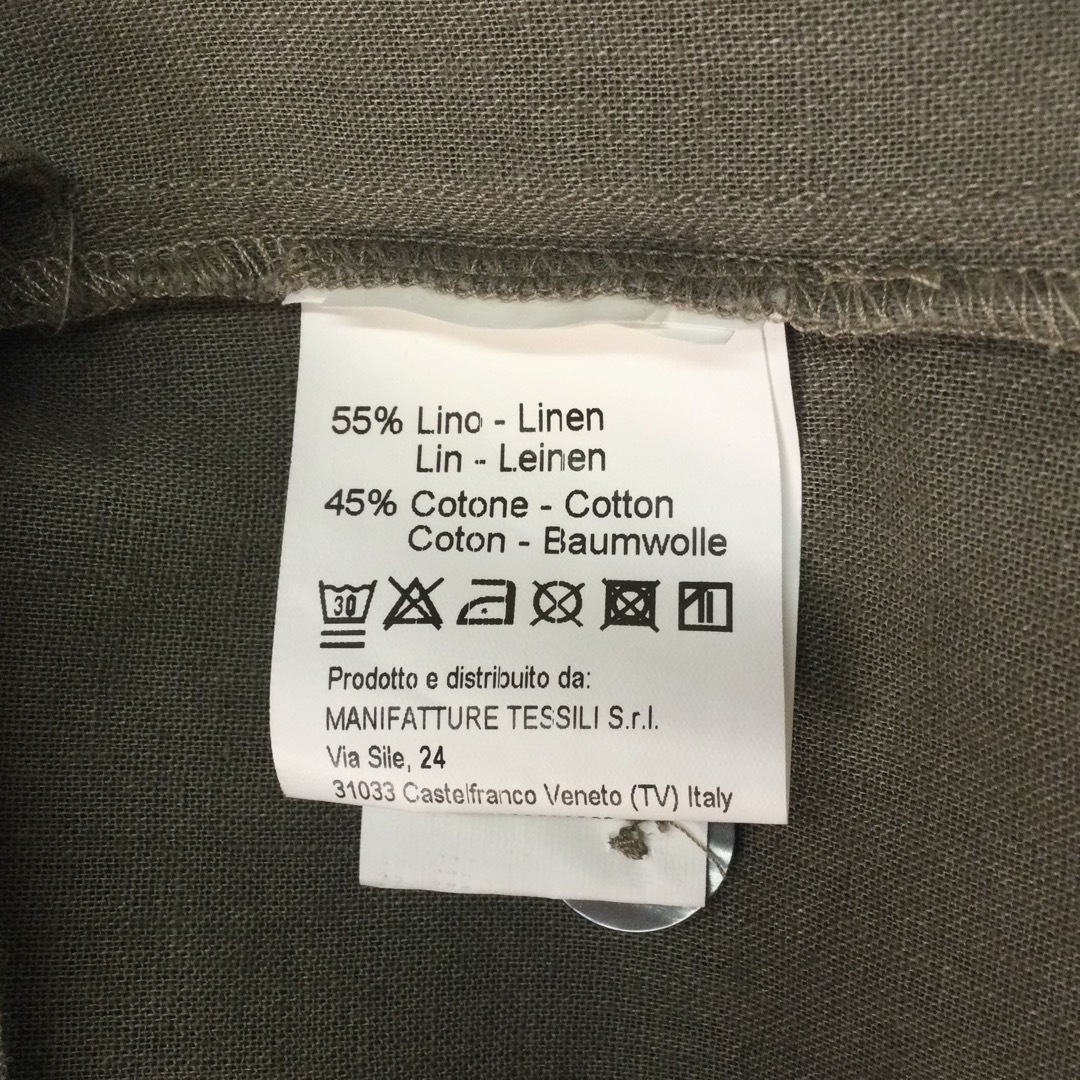 55% Lino - Linen
Lin - Leinen
45% Cotone - Cotton
Coton - Baumwolle
30
Prodotto e distribuito da:
MANIFATTURE TESSILI S.r.l.
Via Sile, 24
31033 Castelfranco Veneto (TV) Italy